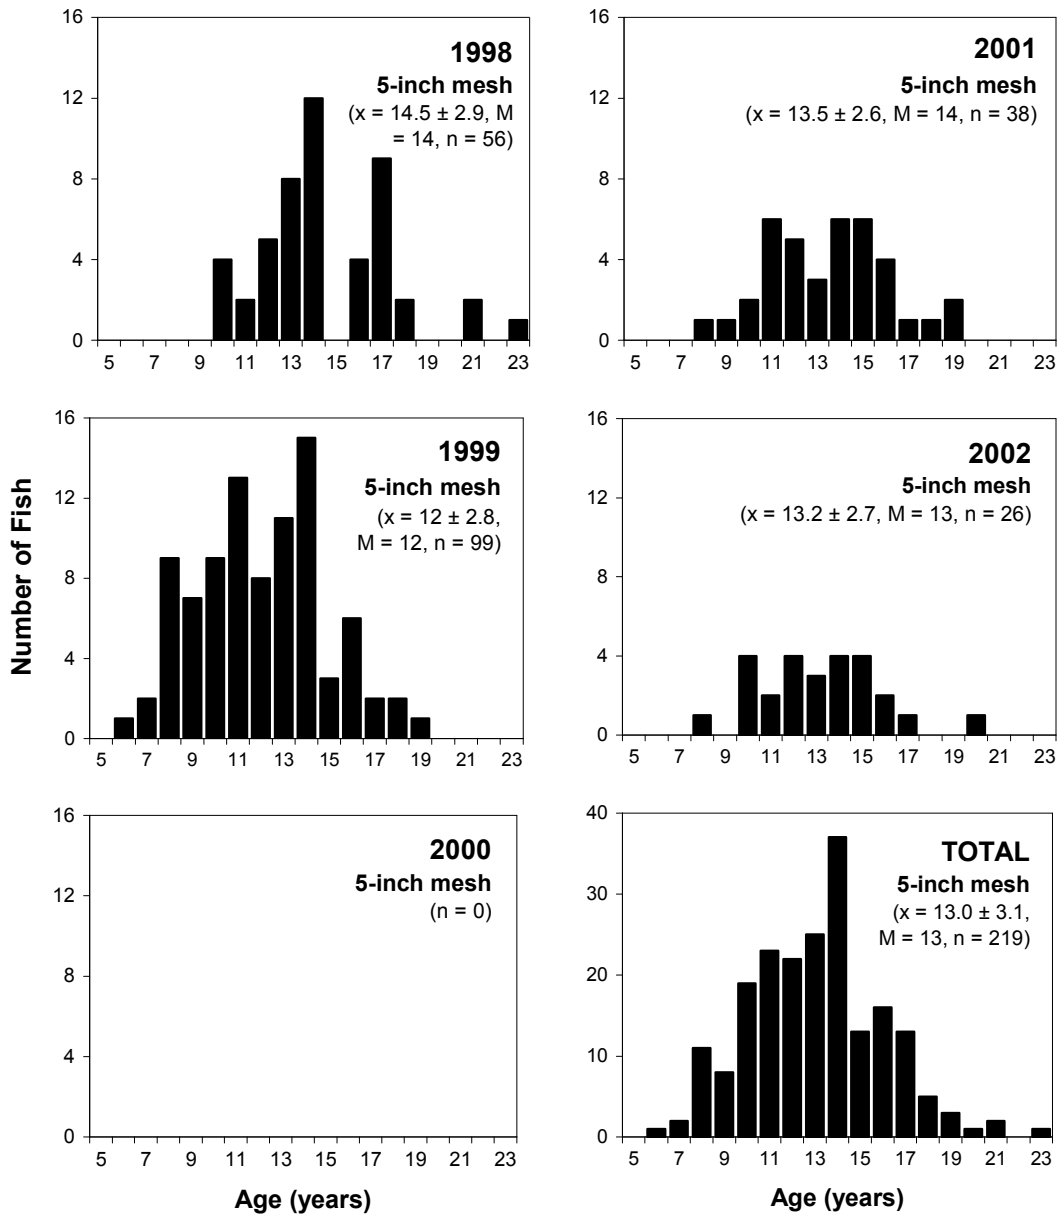 16
12
8
4
0
1998
5-inch mesh
(x = 14.5 ± 2.9, M
= 14, n = 56)
5 7 9 11 13 15 17 19 21 23
16
12
8
4
0
2001
5-inch mesh
(x = 13.5 ± 2.6, M = 14, n = 38)
5 7 9 11 13 15 17 19 21 23
Number of Fish
16
12
8
4
0
1999
5-inch mesh
(x = 12 ± 2.8,
M = 12, n = 99)
5 7 9 11 13 15 17 19 21 23
16
12
8
4
0
2002
5-inch mesh
(x = 13.2 ± 2.7, M = 13, n = 26)
5 7 9 11 13 15 17 19 21 23
16
12
8
4
0
2000
5-inch mesh
(n = 0)
5 7 9 11 13 15 17 19 21 23
Age (years)
40
30
20
10
0
TOTAL
5-inch mesh
(x = 13.0 ± 3.1,
M = 13, n = 219)
5 7 9 11 13 15 17 19 21 23
Age (years)